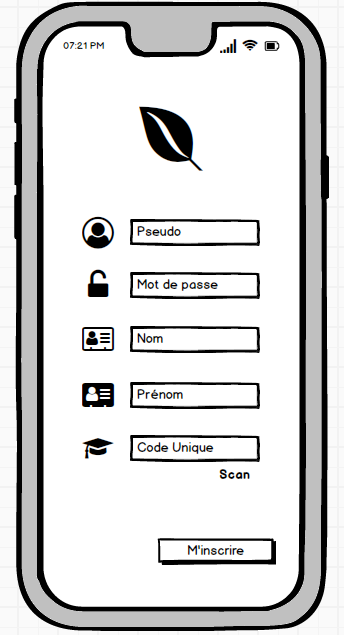 07:21 PM
Pseudo
Mot de passe
Nom
Prénom
Code Unique
Scan
M'inscrire